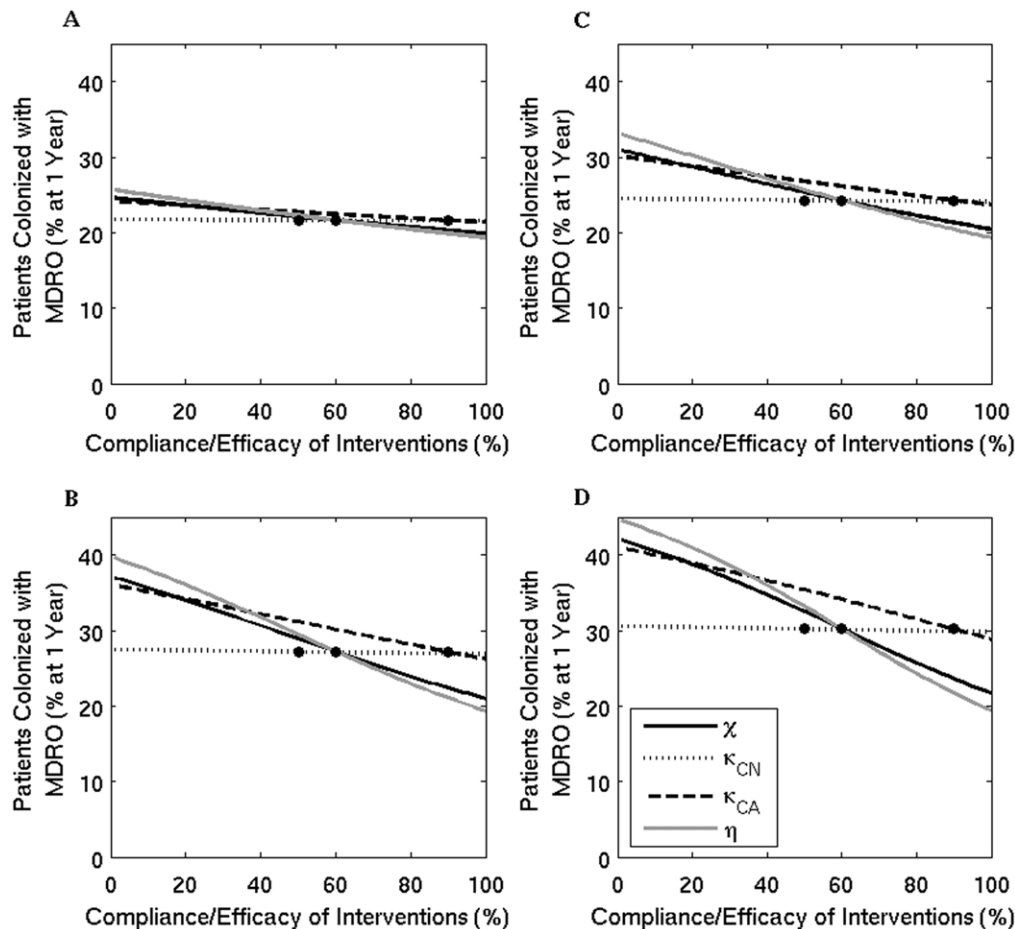 A
Patients Colonized with
MDRO (% at 1 Year)
40
30
20
10
0
0 20 40 60 80 100
Compliance/Efficacy of Interventions (%)
C
Patients Colonized with
MDRO (% at 1 Year)
40
30
20
10
0
0 20 40 60 80 100
Compliance/Efficacy of Interventions (%)
B
Patients Colonized with
MDRO (% at 1 Year)
40
30
20
10
0
0 20 40 60 80 100
Compliance/Efficacy of Interventions (%)
D
Patients Colonized with
MDRO (% at 1 Year)
40
30
20
10
0
χ
κCN
κCA
η
0 20 40 60 80 100
Compliance/Efficacy of Interventions (%)